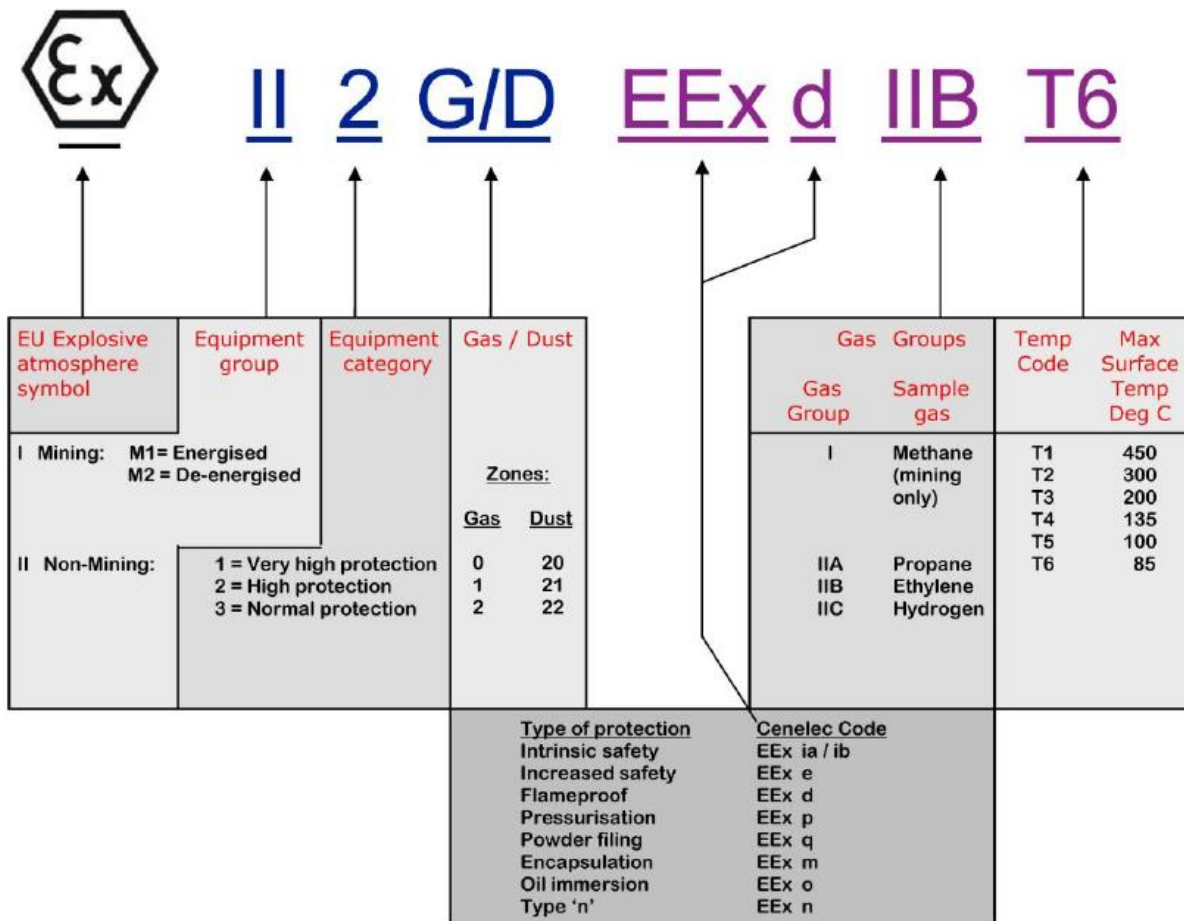 Ex II 2 G/D EEx d IIB T6
EU Explosive atmosphere symbol
Equipment group
Equipment category
Gas / Dust
I Mining: M1= Energised
M2 = De-energised
II Non-Mining:
1 = Very high protection
2 = High protection
3 = Normal protection
Zones:
Gas Dust
0 20
1 21
2 22
Gas Groups
Gas Group
Sample gas
I Methane (mining only)
IIA Propane
IIB Ethylene
IIC Hydrogen
Temp Code
Max Surface Temp Deg C
T1 450
T2 300
T3 200
T4 135
T5 100
T6 85
Type of protection Cenelec Code
Intrinsic safety EEx ia / ib
Increased safety EEx e
Flameproof EEx d
Pressurisation EEx p
Powder filing EEx q
Encapsulation EEx m
Oil immersion EEx o
Type ‘n’ EEx n